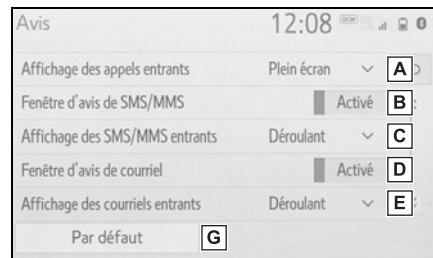 Avis 12:08 DCM
Affichage des appels entrants Plein écran A
Fenêtre d'avis de SMS/MMS Activé B
Affichage des SMS/MMS entrants Déroulant C
Fenêtre d'avis de courriel Activé D
Affichage des courriels entrants Déroulant E
Par défaut G